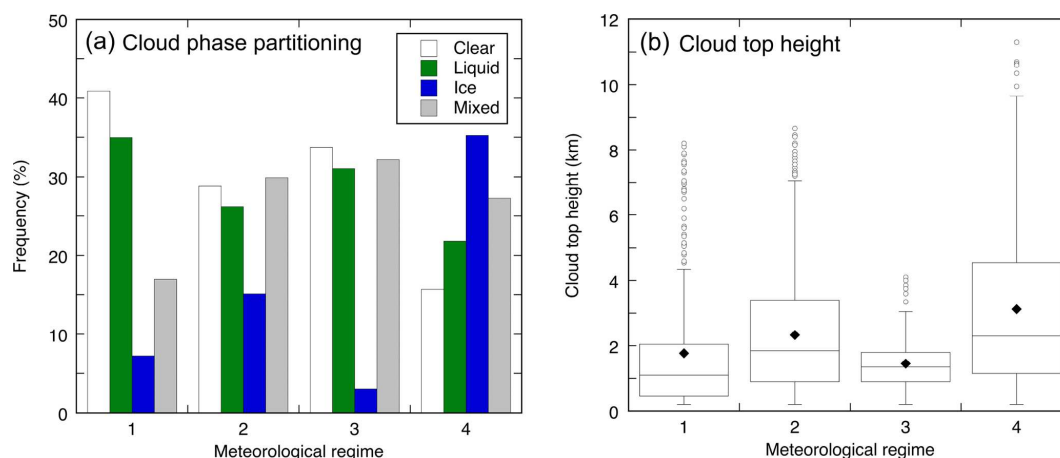 (a) Cloud phase partitioning
Clear
Liquid
Ice
Mixed
Frequency (%)
50
40
30
20
10
0
1 2 3 4
Meteorological regime
(b) Cloud top height
Cloud top height (km)
12
10
8
6
4
2
0
1 2 3 4
Meteorological regime